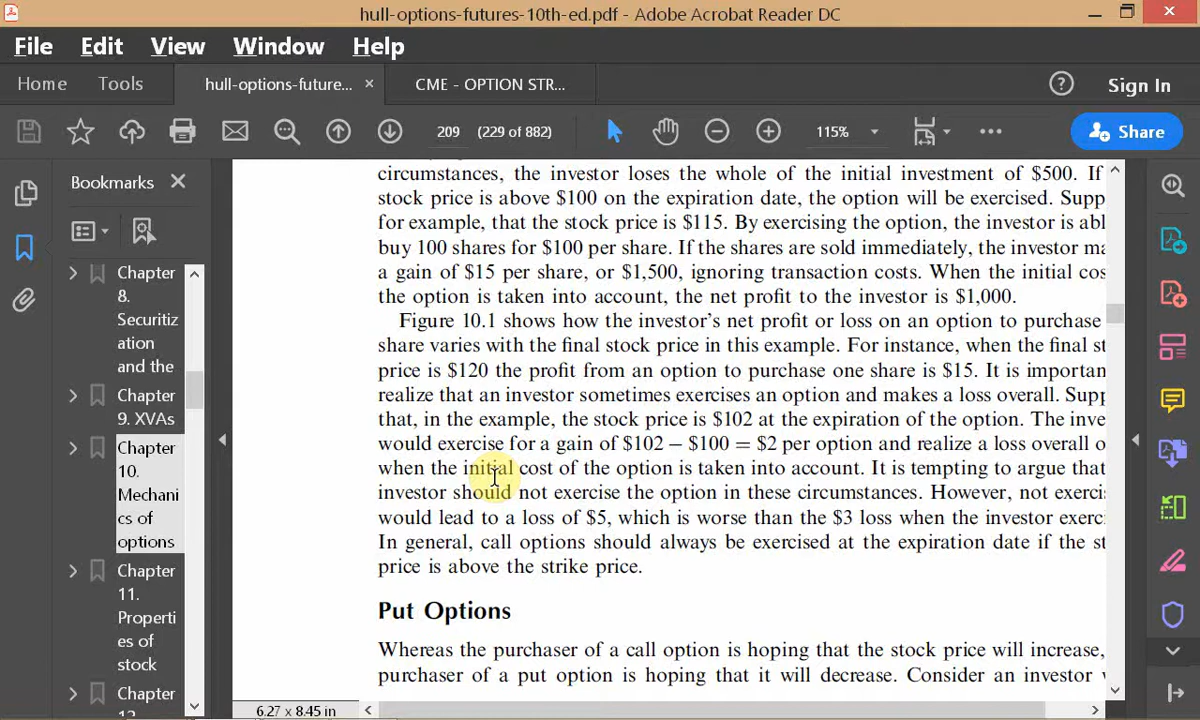 hull-options-futures-10th-ed.pdf - Adobe Acrobat Reader DC
File Edit View Window Help
Home Tools hull-options-future... × CME - OPTION STR... Sign In
209 (229 of 882) 115% Share
Bookmarks
Chapter
8.
Securitiz
ation
and the
Chapter
9. XVAs
Chapter
10.
Mechani
cs of
options
Chapter
11.
Properti
es of
stock
Chapter
circumstances, the investor loses the whole of the initial investment of $500. If
stock price is above $100 on the expiration date, the option will be exercised. Supp
for example, that the stock price is $115. By exercising the option, the investor is abl
buy 100 shares for $100 per share. If the shares are sold immediately, the investor ma
a gain of $15 per share, or $1,500, ignoring transaction costs. When the initial cos
the option is taken into account, the net profit to the investor is $1,000.
Figure 10.1 shows how the investor’s net profit or loss on an option to purchase
share varies with the final stock price in this example. For instance, when the final st
price is $120 the profit from an option to purchase one share is $15. It is importan
realize that an investor sometimes exercises an option and makes a loss overall. Supp
that, in the example, the stock price is $102 at the expiration of the option. The inve
would exercise for a gain of $102 − $100 = $2 per option and realize a loss overall o
when the initial cost of the option is taken into account. It is tempting to argue that
investor should not exercise the option in these circumstances. However, not exerci
would lead to a loss of $5, which is worse than the $3 loss when the investor exerc
In general, call options should always be exercised at the expiration date if the st
price is above the strike price.
Put Options
Whereas the purchaser of a call option is hoping that the stock price will increase,
purchaser of a put option is hoping that it will decrease. Consider an investor
6.27 x 8.45 in